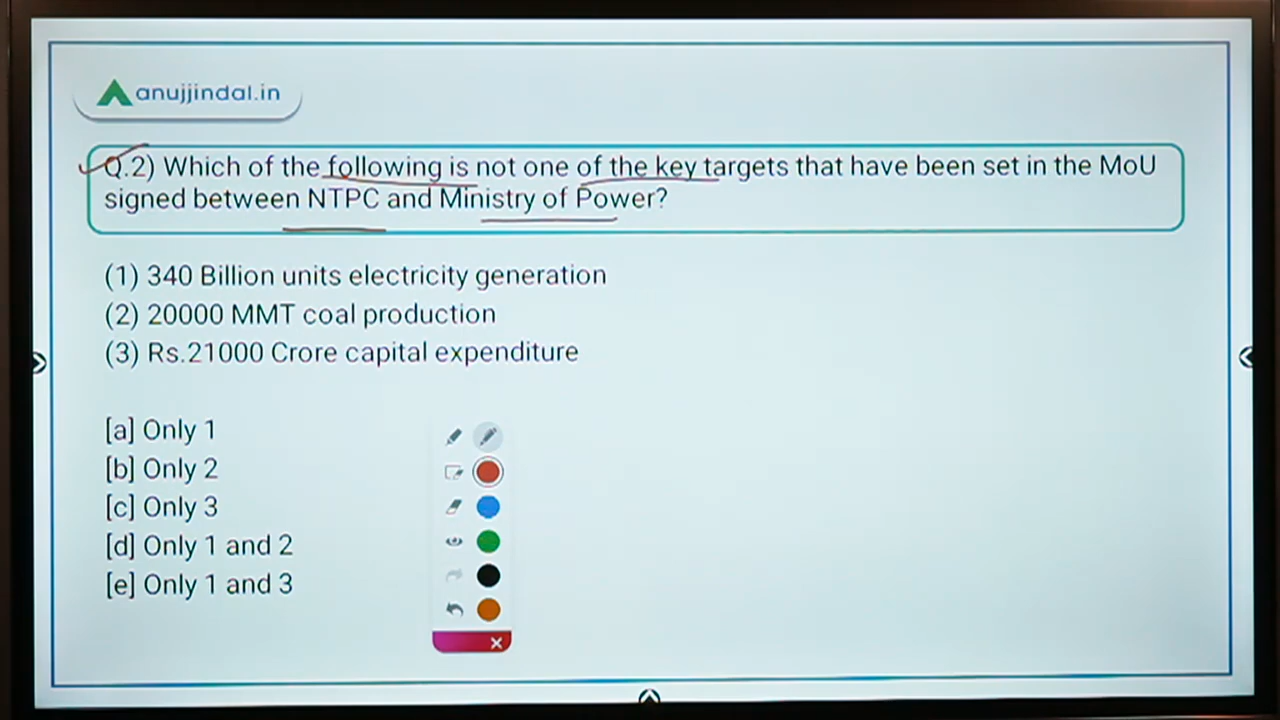 anujjindal.in
Q.2) Which of the following is not one of the key targets that have been set in the MoU
signed between NTPC and Ministry of Power?
(1) 340 Billion units electricity generation
(2) 20000 MMT coal production
(3) Rs.21000 Crore capital expenditure
[a] Only 1
[b] Only 2
[c] Only 3
[d] Only 1 and 2
[e] Only 1 and 3